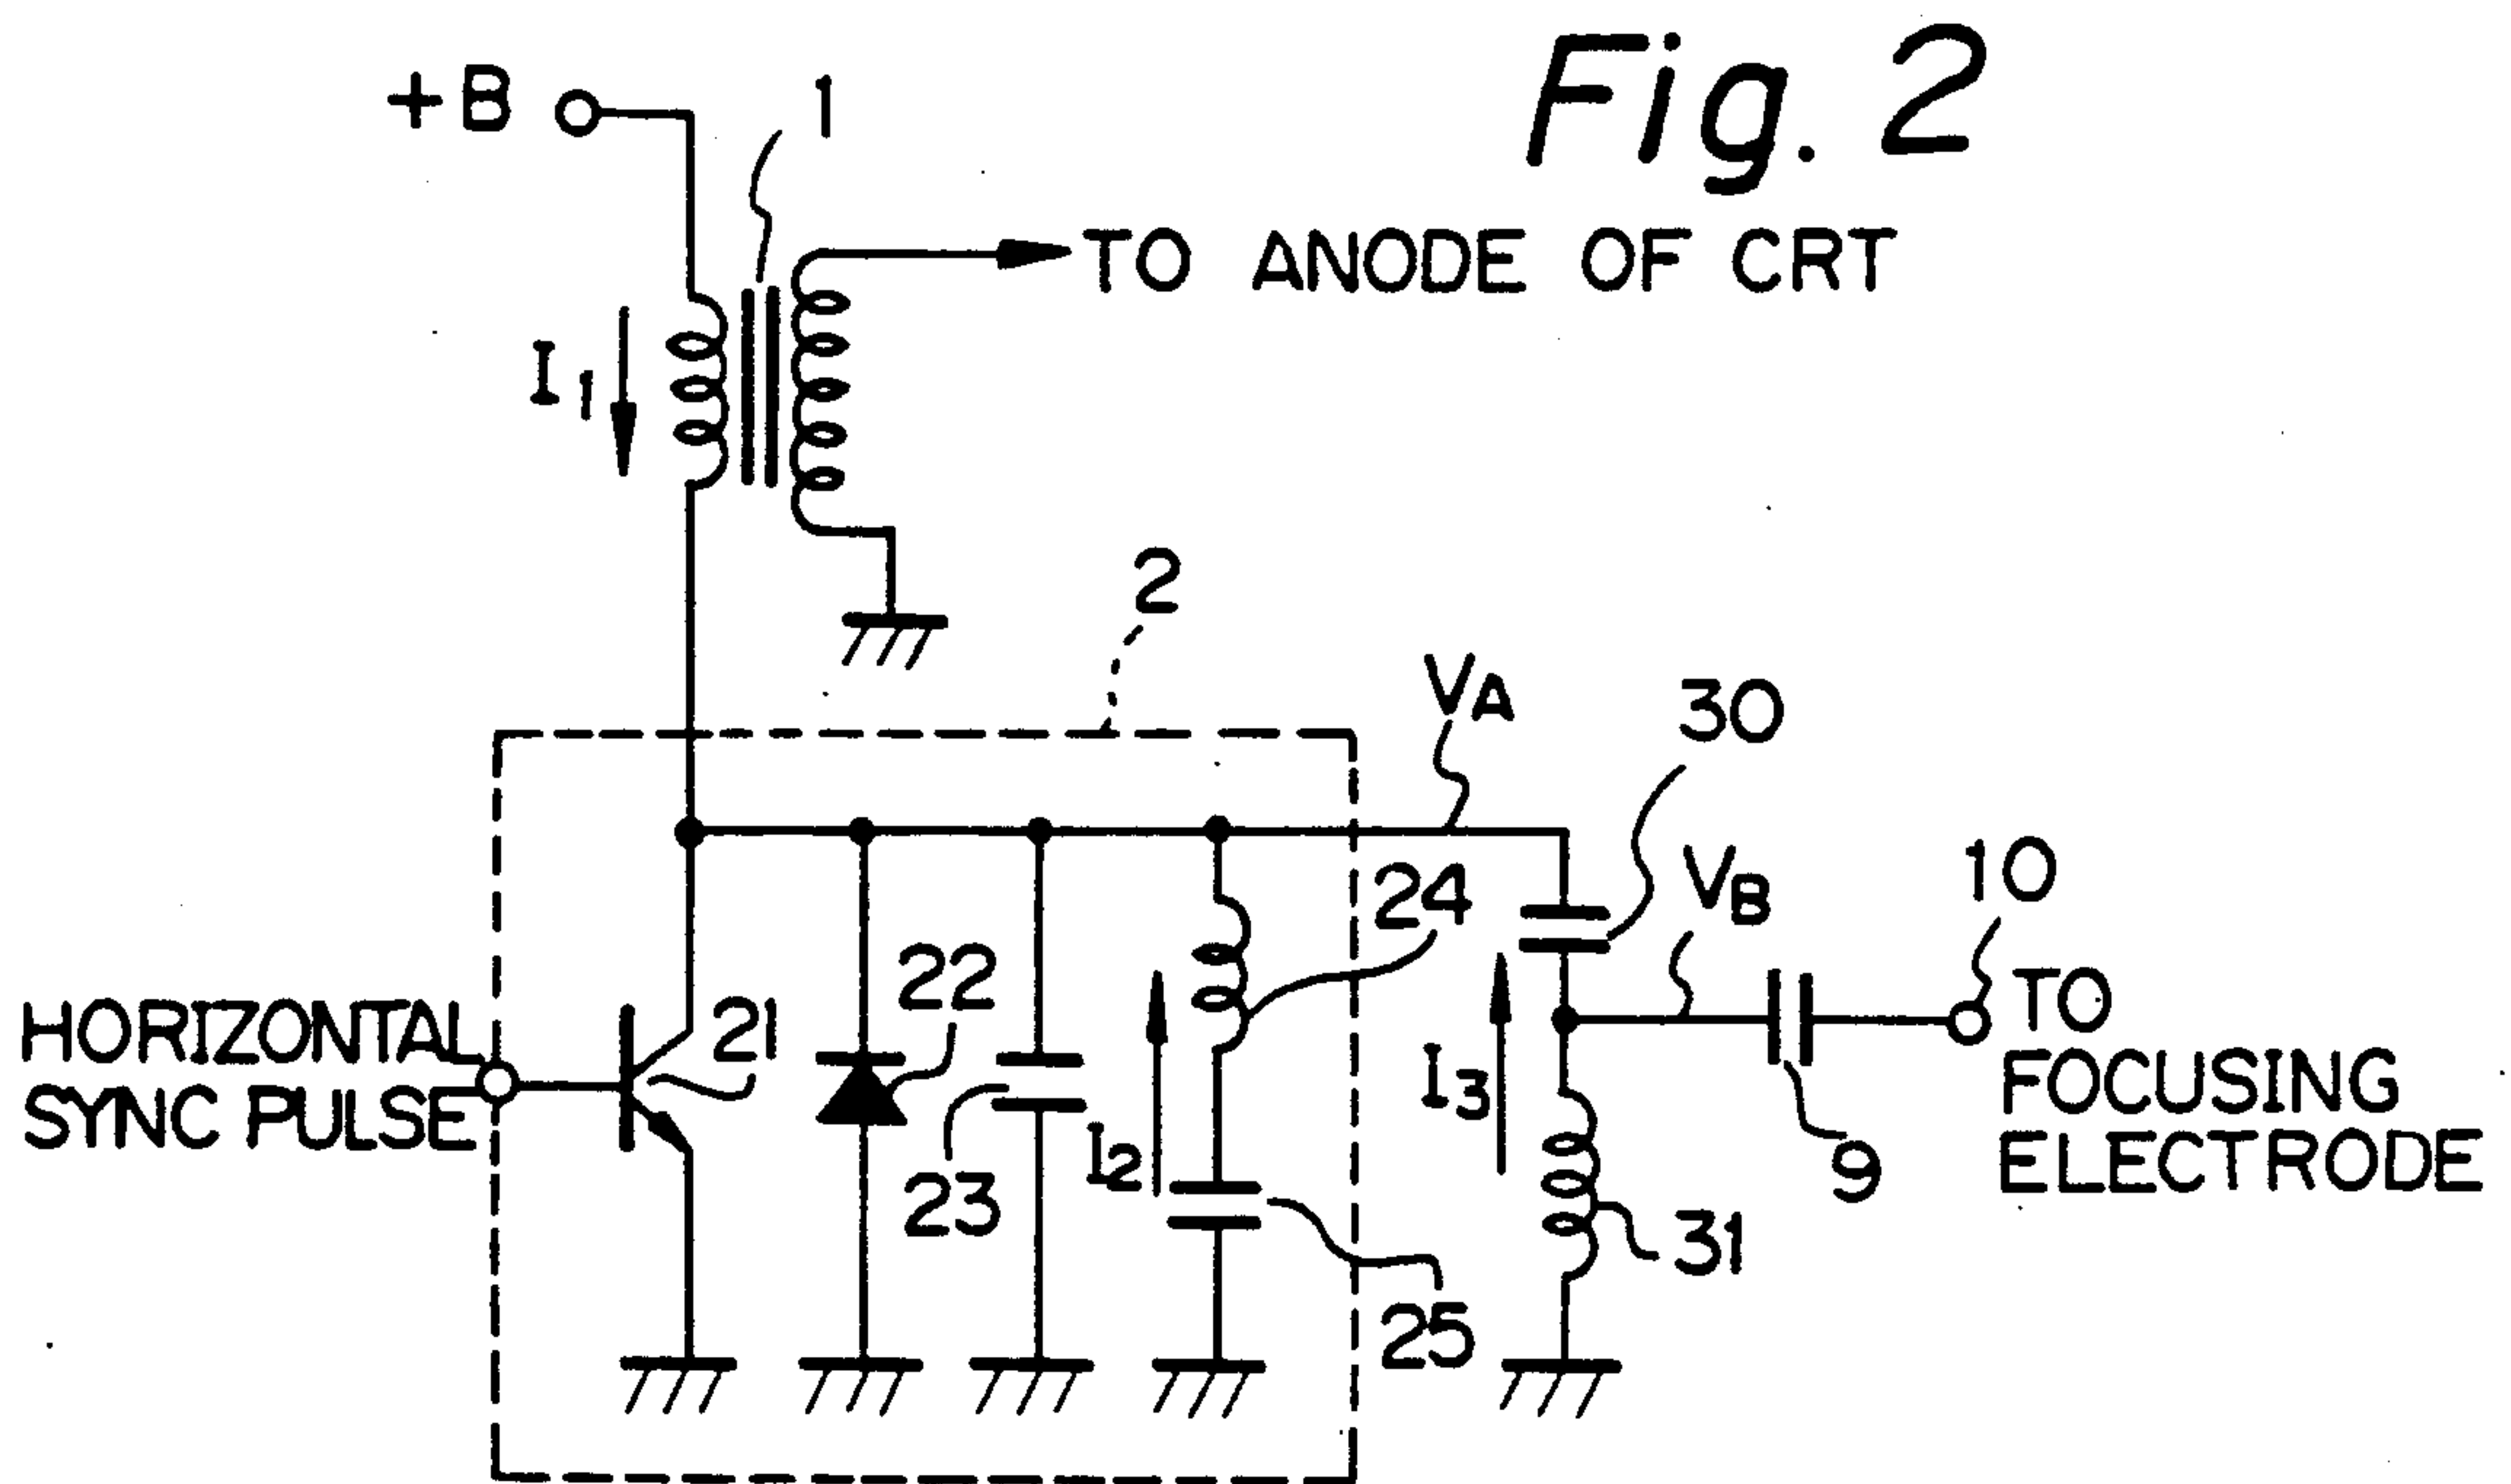 Fig. 2
+B
1
TO ANODE OF CRT
I1
2
VA
30
24
VB
10
22
21
HORIZONTAL
SYNC PULSE
23
I2
I3
TO
FOCUSING
ELECTRODE
9
31
25